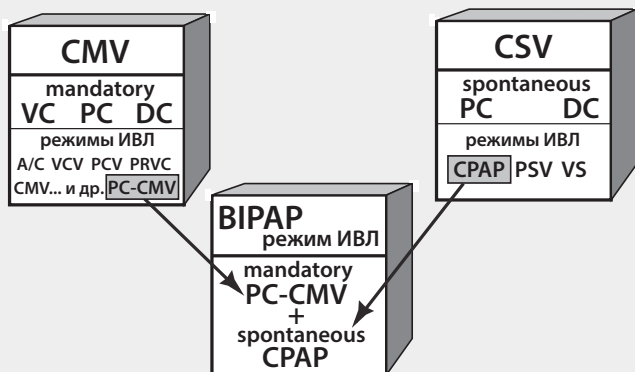 CMV
mandatory
VC PC DC
режимы ИВЛ
A/C VCV PCV PRVC
CMV... и др. PC-CMV
CSV
spontaneous
PC DC
режимы ИВЛ
CPAP PSV VS
BIPAP
режим ИВЛ
mandatory
PC-CMV
+
spontaneous
CPAP